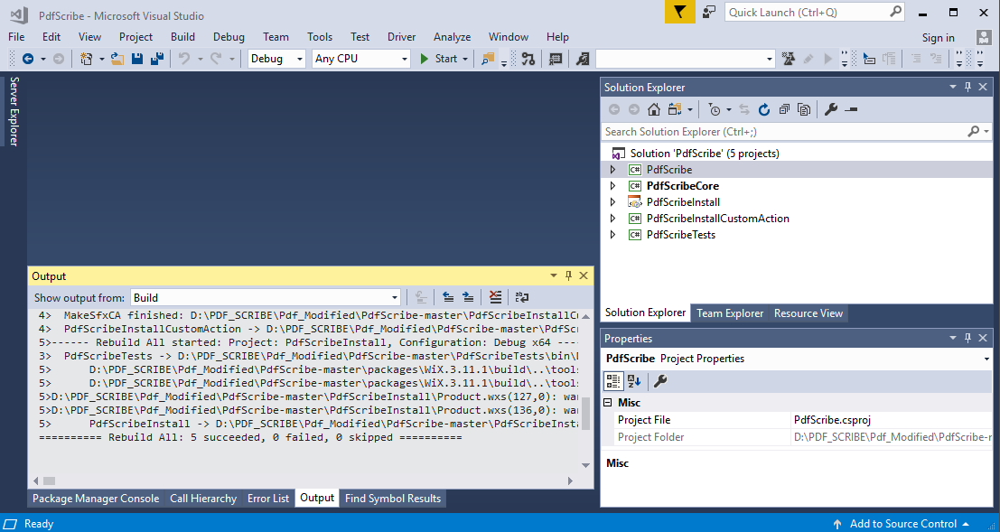 PdfScribe - Microsoft Visual Studio
Quick Launch (Ctrl+Q)
File Edit View Project Build Debug Team Tools Test Driver Analyze Window Help
Sign in
Debug Any CPU Start
Server Explorer
Solution Explorer
Search Solution Explorer (Ctrl+;)
Solution 'PdfScribe' (5 projects)
C# PdfScribe
C# PdfScribeCore
PdfScribeInstall
C# PdfScribeInstallCustomAction
C# PdfScribeTests
Solution Explorer Team Explorer Resource View
Output
Show output from: Build
4> MakeSfxCA finished: D:\PDF_SCRIBE\Pdf_Modified\PdfScribe-master\PdfScribeInstallCu
4> PdfScribeInstallCustomAction -> D:\PDF_SCRIBE\Pdf_Modified\PdfScribe-master\PdfScr
5>------ Rebuild All started: Project: PdfScribeInstall, Configuration: Debug x64 ----
3> PdfScribeTests -> D:\PDF_SCRIBE\Pdf_Modified\PdfScribe-master\PdfScribeTests\bin\D
5> D:\PDF_SCRIBE\Pdf_Modified\PdfScribe-master\packages\WiX.3.11.1\build\..\tools
5> D:\PDF_SCRIBE\Pdf_Modified\PdfScribe-master\packages\WiX.3.11.1\build\..\tools
5>D:\PDF_SCRIBE\Pdf_Modified\PdfScribe-master\PdfScribeInstall\Product.wxs(127,0): war
5>D:\PDF_SCRIBE\Pdf_Modified\PdfScribe-master\PdfScribeInstall\Product.wxs(136,0): war
5> PdfScribeInstall -> D:\PDF_SCRIBE\Pdf_Modified\PdfScribe-master\PdfScribeInsta
========== Rebuild All: 5 succeeded, 0 failed, 0 skipped ==========
Package Manager Console Call Hierarchy Error List Output Find Symbol Results
Properties
PdfScribe Project Properties
Misc
Project File PdfScribe.csproj
Project Folder D:\PDF_SCRIBE\Pdf_Modified\PdfScribe-r
Misc
Ready
Add to Source Control